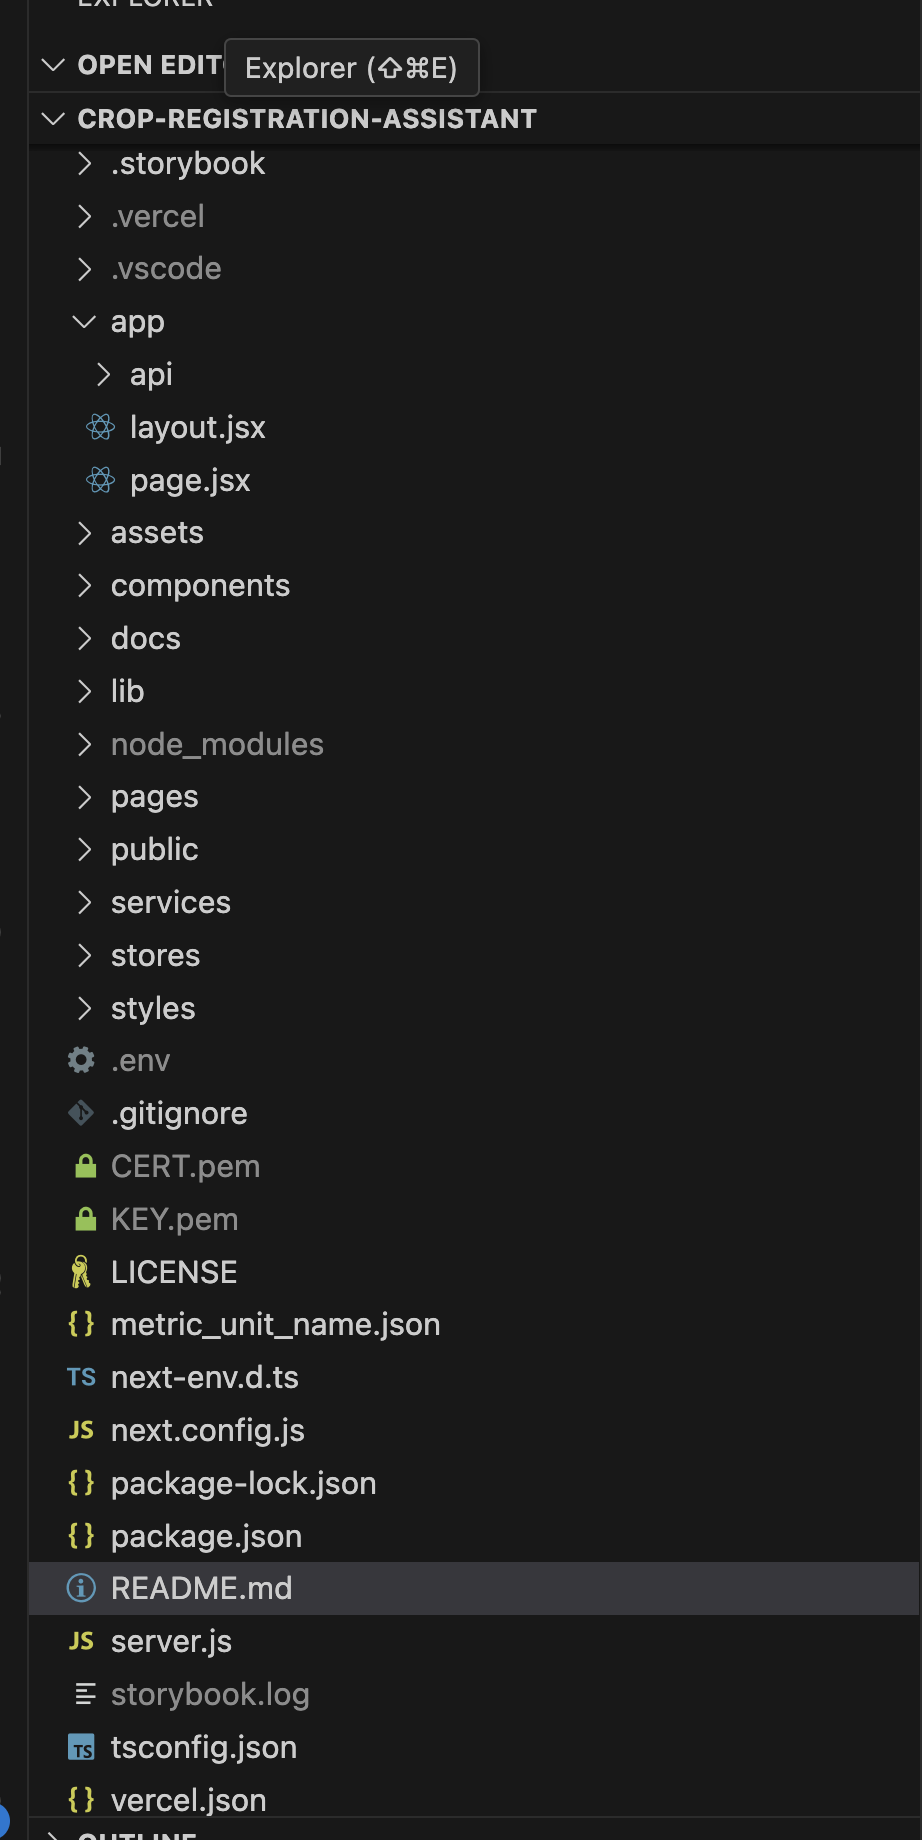 EXPLORER
OPEN EDIT
Explorer (⇧⌘E)
CROP-REGISTRATION-ASSISTANT
.storybook
.vercel
.vscode
app
api
layout.jsx
page.jsx
assets
components
docs
lib
node_modules
pages
public
services
stores
styles
.env
.gitignore
CERT.pem
KEY.pem
LICENSE
{} metric_unit_name.json
TS next-env.d.ts
JS next.config.js
{} package-lock.json
{} package.json
README.md
JS server.js
storybook.log
TS tsconfig.json
{} vercel.json
OUTLINE